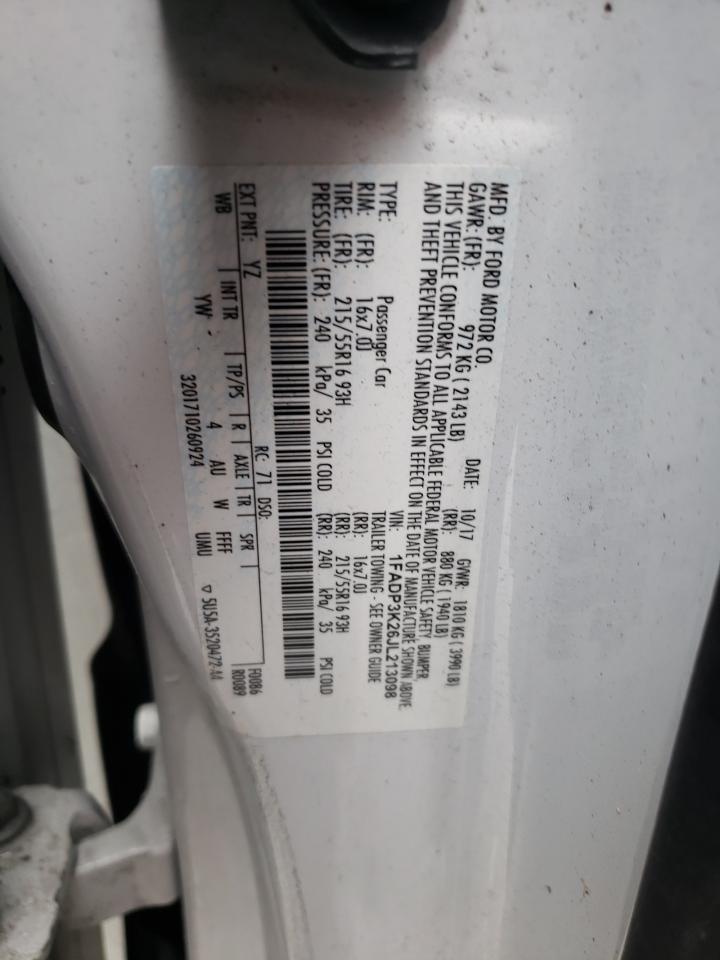 MFD. BY FORD MOTOR CO.
DATE: 10/17 GVWR: 1810 KG ( 3990 LB)
GAWR: (FR): 972 KG ( 2143 LB) (RR): 880 KG ( 1940 LB)
THIS VEHICLE CONFORMS TO ALL APPLICABLE FEDERAL MOTOR VEHICLE SAFETY, BUMPER,
AND THEFT PREVENTION STANDARDS IN EFFECT ON THE DATE OF MANUFACTURE SHOWN ABOVE.
VIN: 1FADP3K26JL213098
TYPE: Passenger Car TRAILER TOWING - SEE OWNER GUIDE
RIM: (FR): 16x7.0J (RR): 16x7.0J
TIRE: (FR): 215/55R16 93H (RR): 215/55R16 93H
PRESSURE: (FR): 240 kPa/ 35 PSI COLD (RR): 240 kPa/ 35 PSI COLD
EXT PNT: YZ RC: 71 DSO: F0086
WB INT TR TP/PS R AXLE TR SPR R0089
YW 4 AU W FFFF UMU
3201710260924 ▽ 5U5A-3520472-AA